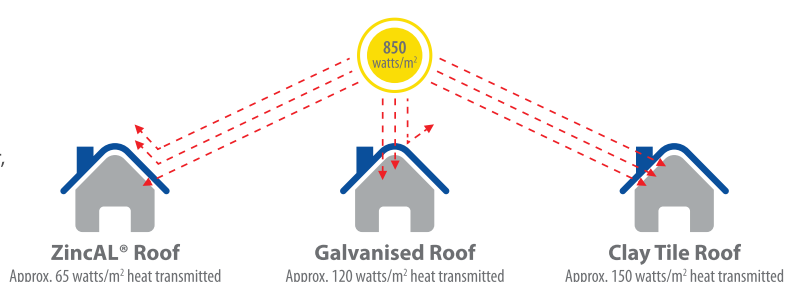 850
watts/m²
,
ZincAL® Roof
Galvanised Roof
Clay Tile Roof
Approx. 65 watts/m² heat transmitted
Approx. 120 watts/m² heat transmitted
Approx. 150 watts/m² heat transmitted